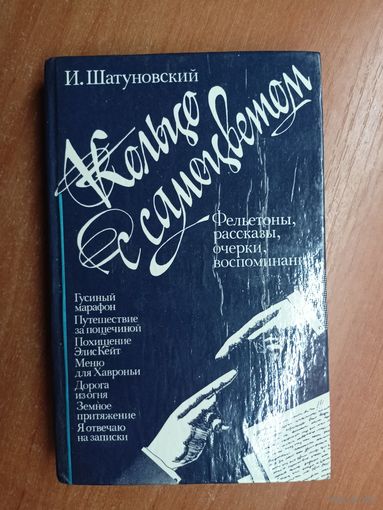 И. Шатуновский
Кольцо
с самоцветом
Фельетоны,
рассказы,
очерки,
воспоминания
Гусиный
марафон
Путешествие
за пощечиной
Похищение
Элис Кейт
Меню
для Хавроньи
Дорога
из огня
Земное
притяжение
Я отвечаю
на записки